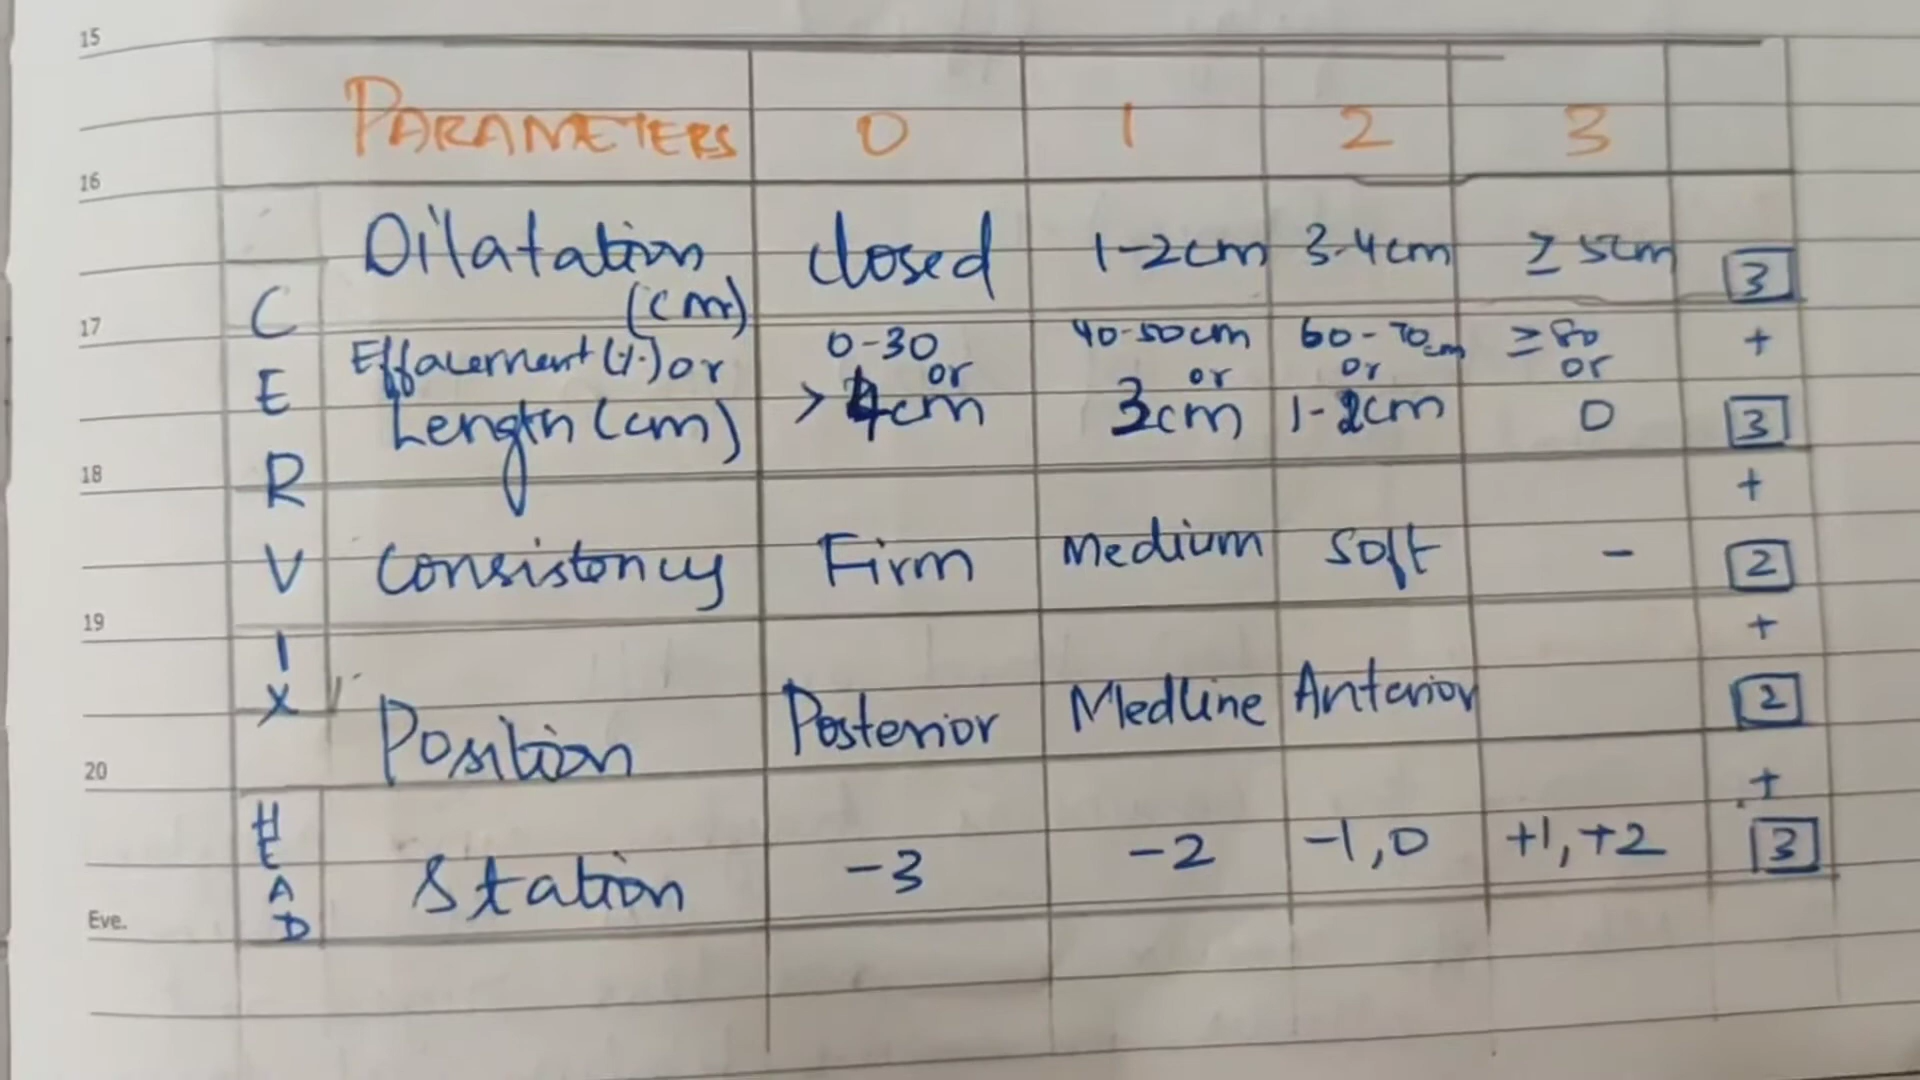 15
PARAMETERS 0 1 2 3
16
Dilatation (cm) closed 1-2cm 3-4cm ≥ 5cm 3
17
+
Effacement (%) or Length (cm) 0-30 or > 4cm 40-50cm or 3cm 60-70cm or 1-2cm ≥ 80 or 0 3
18
+
Consistency Firm Medium Soft - 2
19
+
Position Posterior Medline Anterior 2
20
+
Station -3 -2 -1, 0 +1, +2 3
Eve.
CERVIX
HEAD